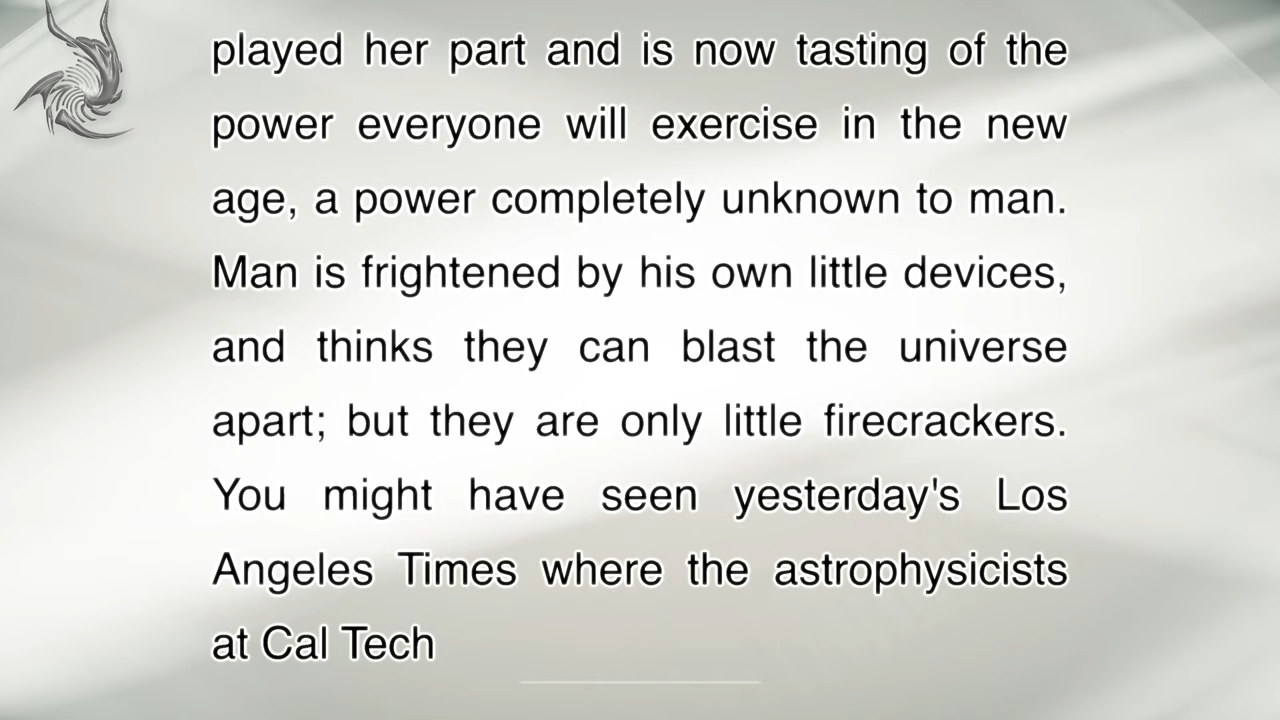 played her part and is now tasting of the
power everyone will exercise in the new
age, a power completely unknown to man.
Man is frightened by his own little devices,
and thinks they can blast the universe
apart; but they are only little firecrackers.
You might have seen yesterday's Los
Angeles Times where the astrophysicists
at Cal Tech